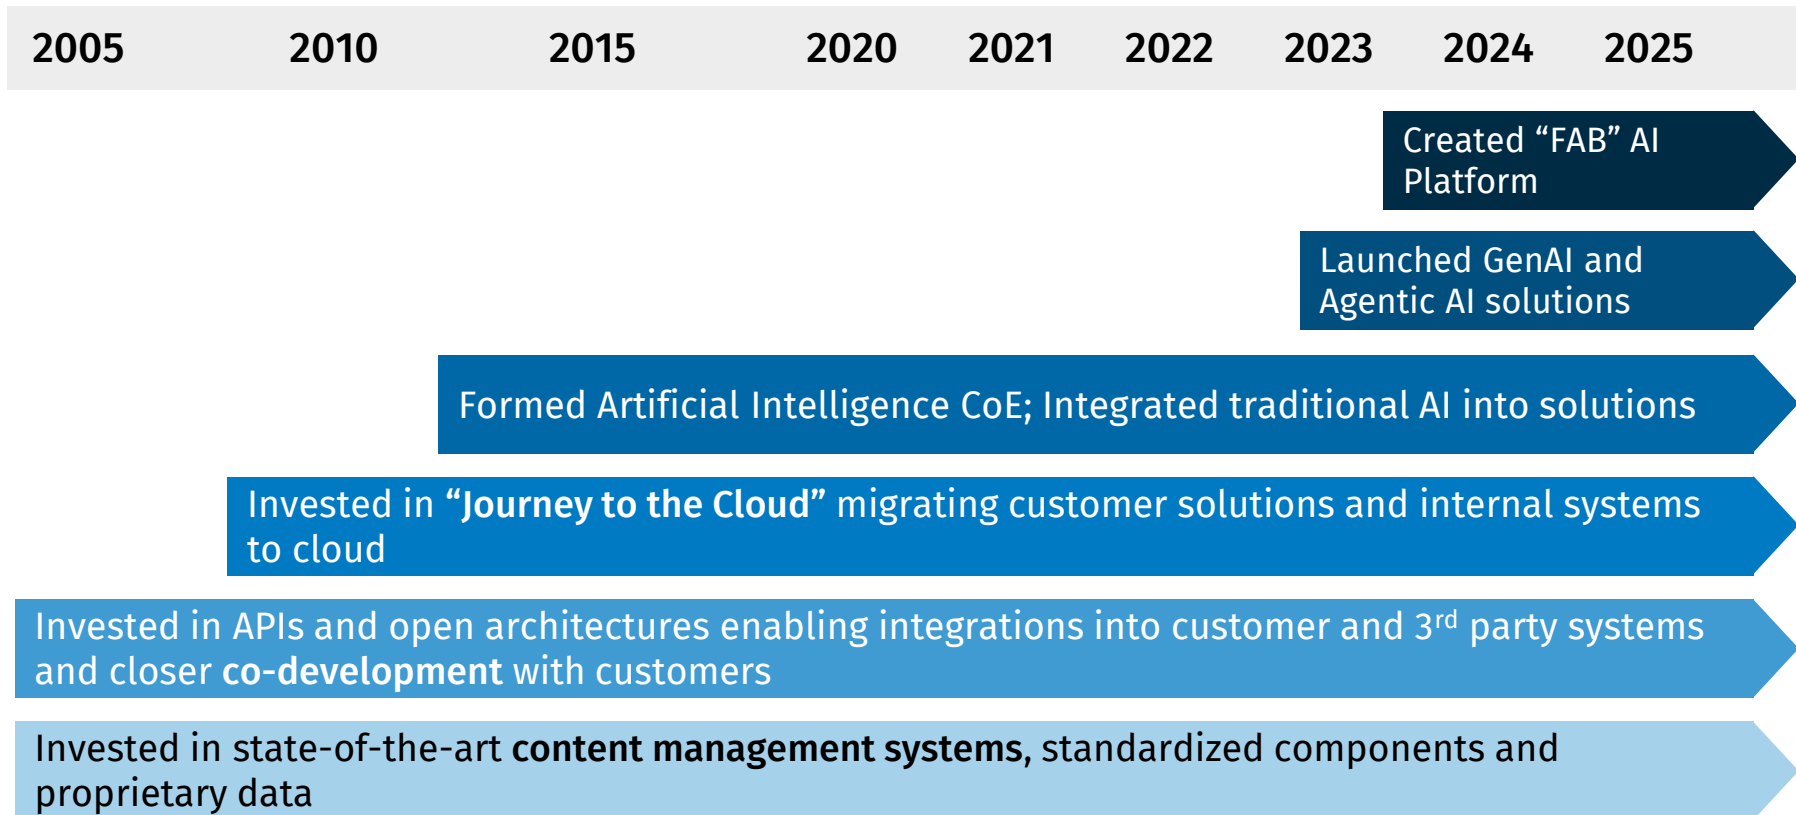 2005 2010 2015 2020 2021 2022 2023 2024 2025
Created “FAB” AI
Platform
Launched GenAI and
Agentic AI solutions
Formed Artificial Intelligence CoE; Integrated traditional AI into solutions
Invested in “Journey to the Cloud” migrating customer solutions and internal systems
to cloud
Invested in APIs and open architectures enabling integrations into customer and 3rd party systems
and closer co-development with customers
Invested in state-of-the-art content management systems, standardized components and
proprietary data